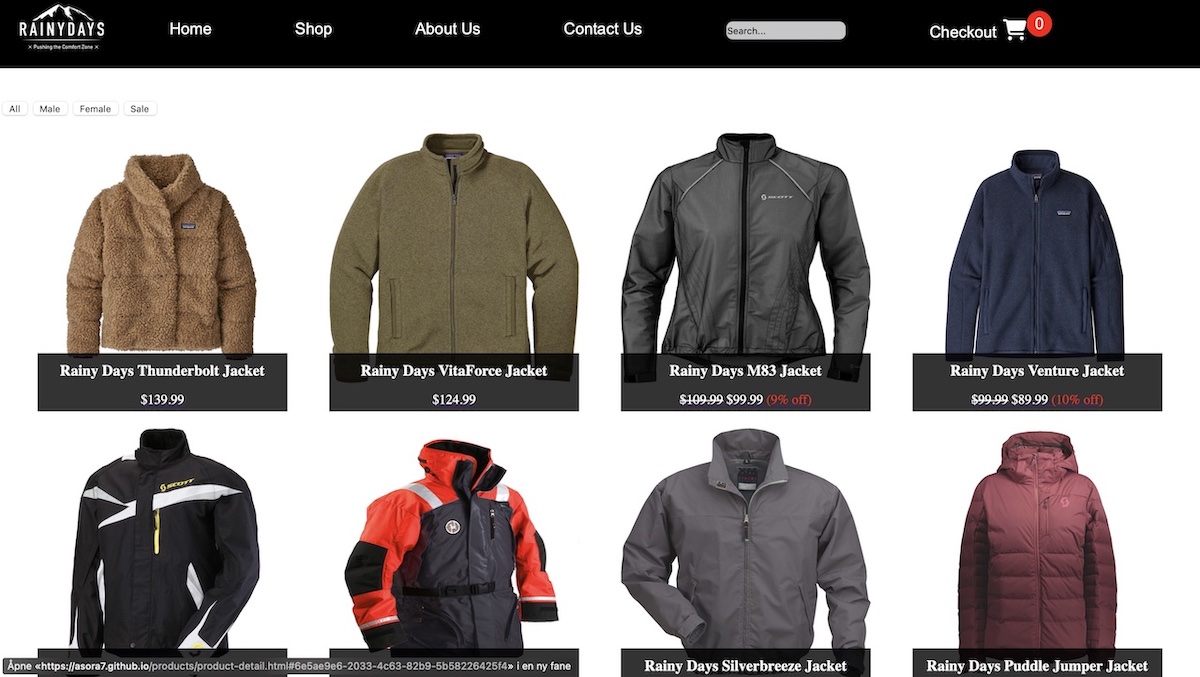 RAINYDAYS
× Pushing the Comfort Zone ×
Home
Shop
About Us
Contact Us
Search...
Checkout
0
All
Male
Female
Sale
SCOTT
Rainy Days Thunderbolt Jacket
$139.99
Rainy Days VitaForce Jacket
$124.99
Rainy Days M83 Jacket
$109.99 $99.99 (9% off)
Rainy Days Venture Jacket
$99.99 $89.99 (10% off)
SCOTT
Rainy Days Silverbreeze Jacket
Rainy Days Puddle Jumper Jacket
Åpne «https://asora7.github.io/products/product-detail.html#6e5ae9e6-2033-4c63-82b9-5b58226425f4» i en ny fane